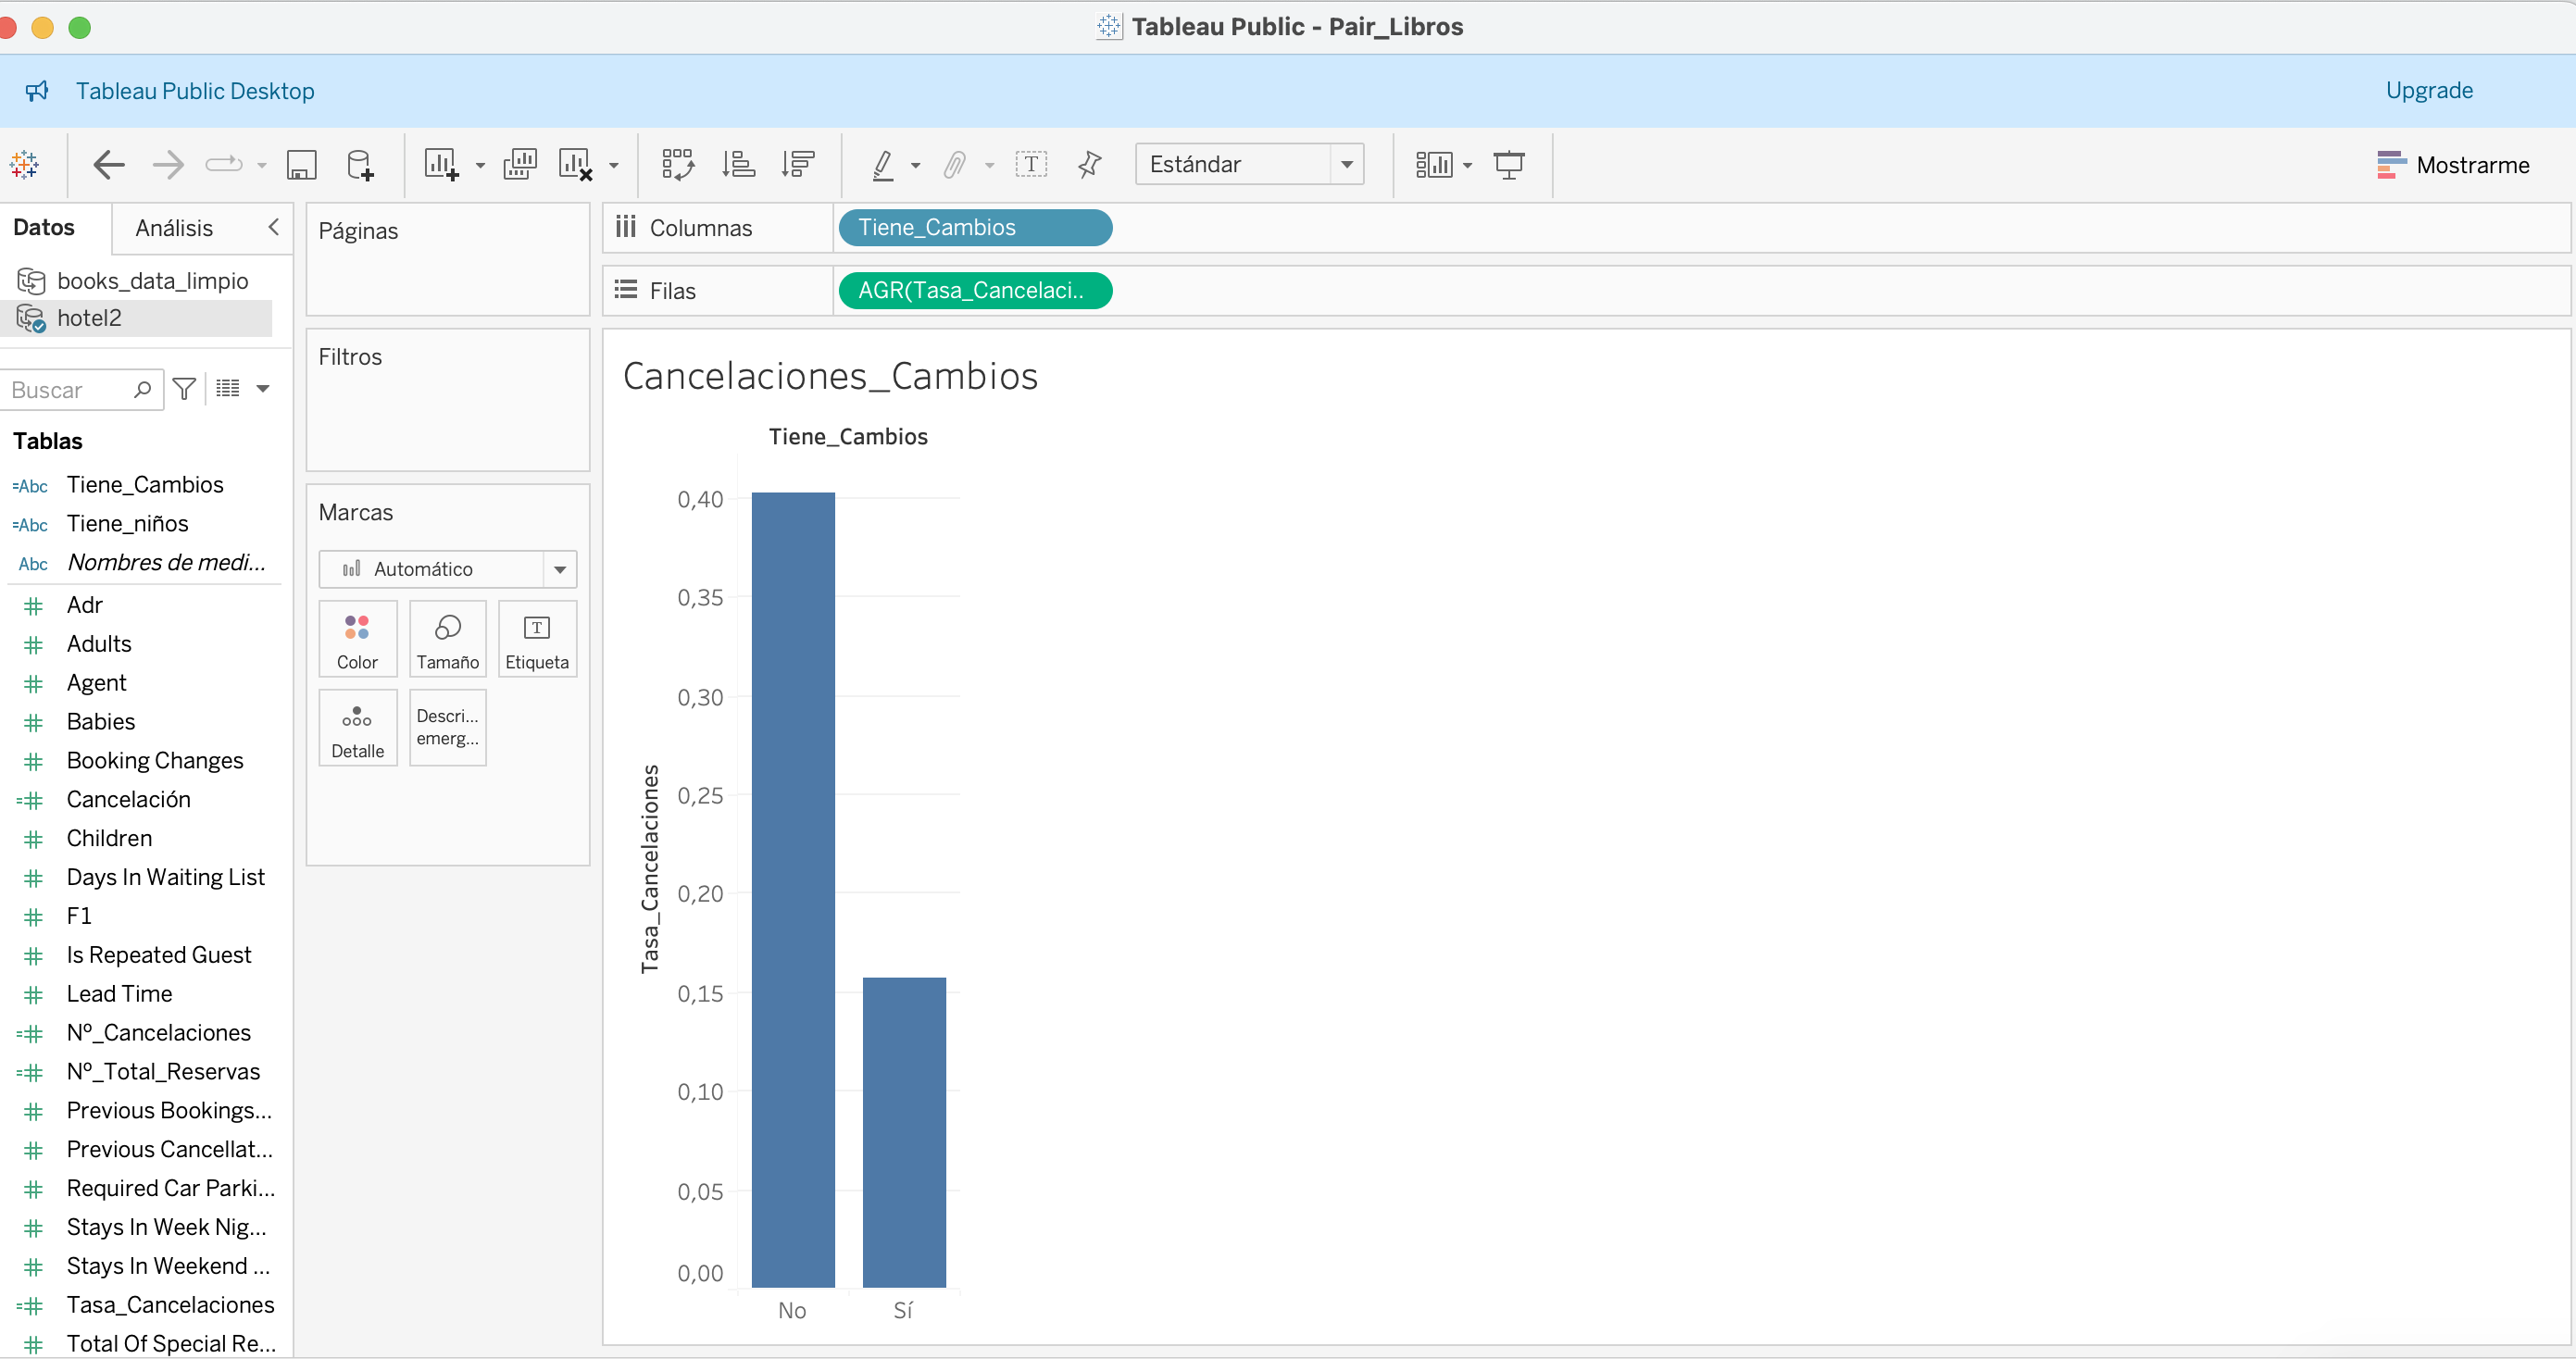 Tableau Public - Pair_Libros
Tableau Public Desktop
Upgrade
Estándar
Mostrarme
Datos
Análisis
books_data_limpio
hotel2
Buscar
Tablas
=Abc Tiene_Cambios
=Abc Tiene_niños
Abc Nombres de medi...
Adr
Adults
Agent
Babies
Booking Changes
Cancelación
Children
Days In Waiting List
F1
Is Repeated Guest
Lead Time
Nº_Cancelaciones
Nº_Total_Reservas
Previous Bookings...
Previous Cancellat...
Required Car Parki...
Stays In Week Nig...
Stays In Weekend ...
Tasa_Cancelaciones
Total Of Special Re...
Páginas
Filtros
Marcas
Automático
Color
Tamaño
Etiqueta
Detalle
Descri...
emerg...
Columnas
Tiene_Cambios
Filas
AGR(Tasa_Cancelaci..
Cancelaciones_Cambios
Tiene_Cambios
Tasa_Cancelaciones
0,40
0,35
0,30
0,25
0,20
0,15
0,10
0,05
0,00
No
Sí